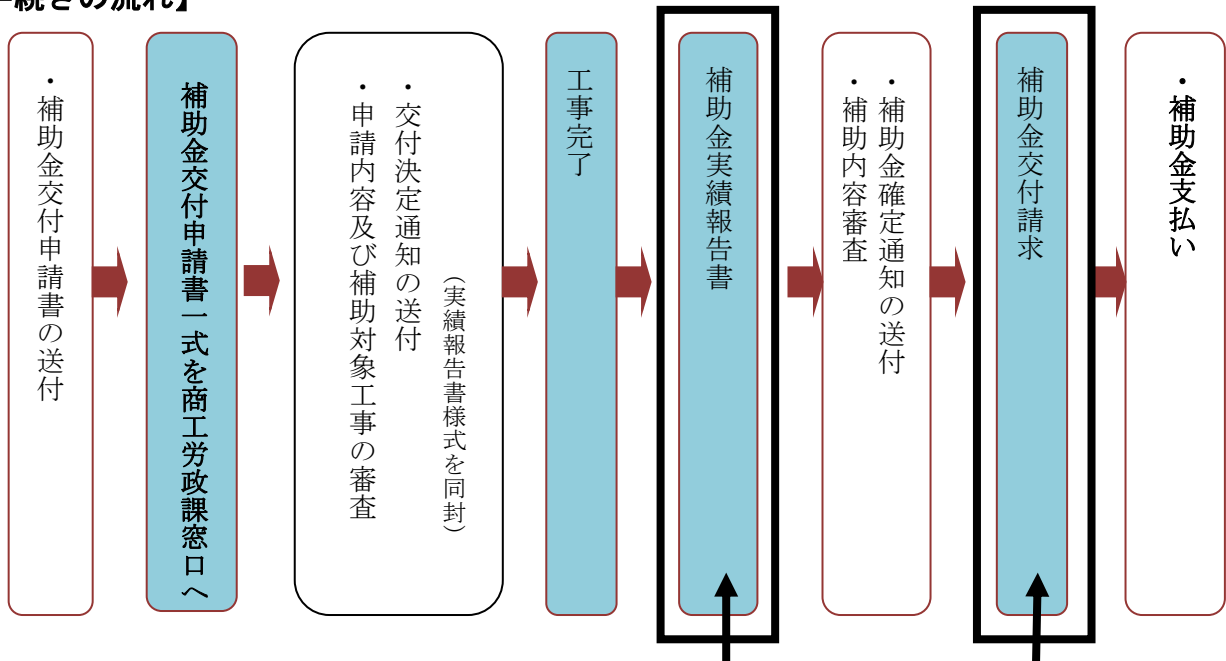 続きの流れ】
・補助金交付申請書の送付
補助金交付申請書一式を商工労政課窓口へ
・申請内容及び補助対象工事の審査
・交付決定通知の送付
（実績報告書様式を同封）
工事完了
補助金実績報告書
・補助内容審査
・補助金確定通知の送付
補助金交付請求
・補助金支払い